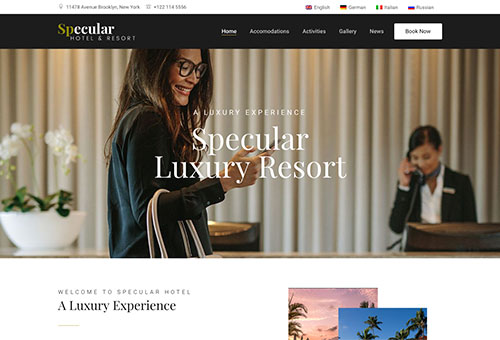 11478 Avenue Brooklyn, New York +122 114 5556 English German Italian Russian
Specular
HOTEL & RESORT
Home Accomodations Activities Gallery News Book Now
A LUXURY EXPERIENCE
Specular
Luxury Resort
WELCOME TO SPECULAR HOTEL
A Luxury Experience